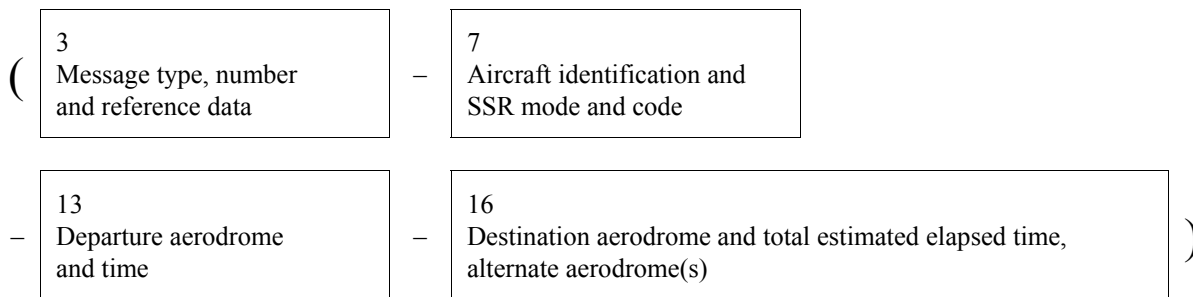 (
3
Message type, number
and reference data
–
7
Aircraft identification and
SSR mode and code
–
13
Departure aerodrome
and time
–
16
Destination aerodrome and total estimated elapsed time,
alternate aerodrome(s)
)